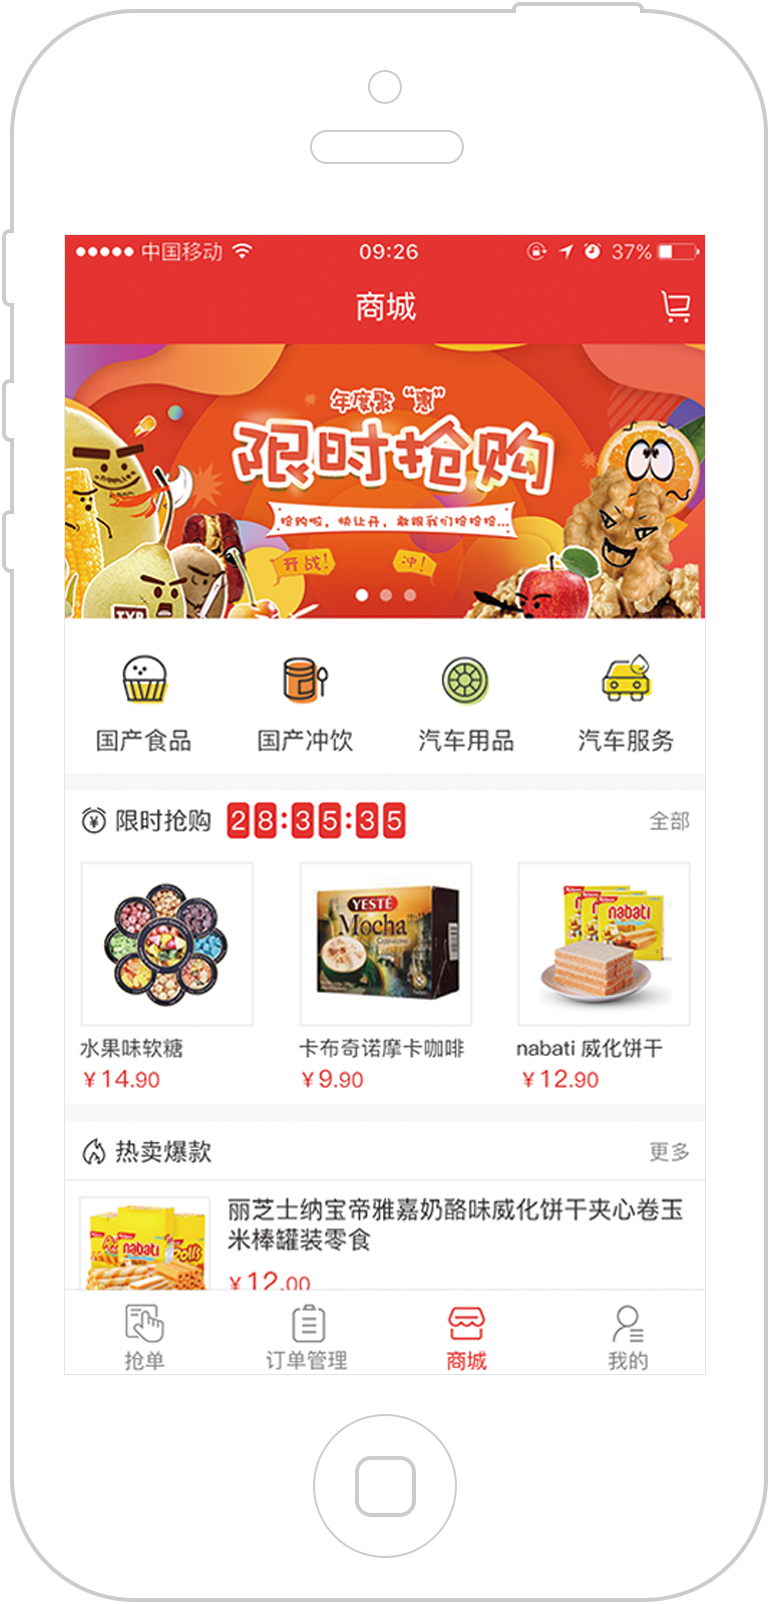 中国移动 09:26 37%
商城
年度聚“惠”
限时抢购
抢购啦，快让开，敢跟我们抢抢抢...
开战! 冲!
国产食品 国产冲饮 汽车用品 汽车服务
限时抢购 28:35:35 全部
YESTĒ
Mocha
Cappuccino
nabati
水果味软糖 卡布奇诺摩卡咖啡 nabati 威化饼干
¥14.90 ¥9.90 ¥12.90
热卖爆款 更多
丽芝士纳宝帝雅嘉奶酪味威化饼干夹心卷玉
米棒罐装零食
nabati
Rolls
¥12.00
抢单 订单管理 商城 我的